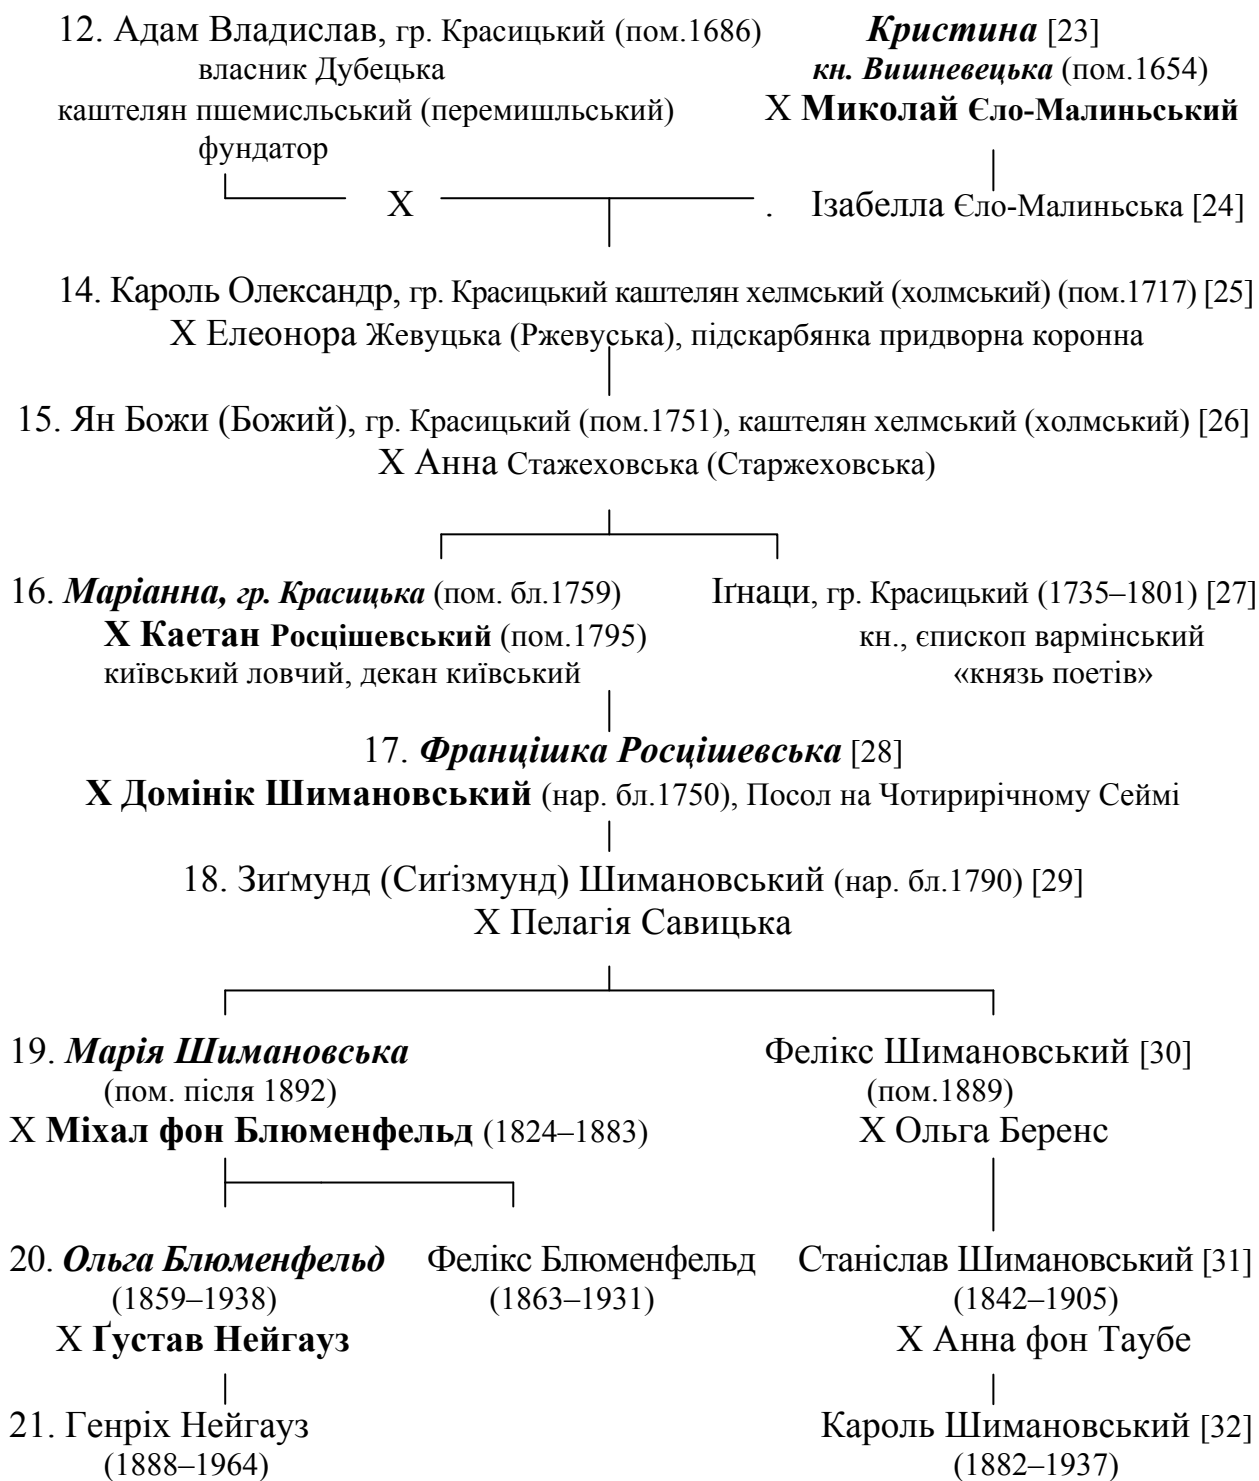 12. Адам Владислав, гр. Красицький (пом.1686)
власник Дубецька
каштелян пшемисльський (перемишльський)
фундатор
Кристина [23]
кн. Вишневецька (пом.1654)
X Миколай Єло-Малиньський
X . Ізабелла Єло-Малиньська [24]
14. Кароль Олександр, гр. Красицький каштелян хелмський (холмський) (пом.1717) [25]
X Елеонора Жевуцька (Ржевуська), підскарбянка придворна коронна
15. Ян Божи (Божий), гр. Красицький (пом.1751), каштелян хелмський (холмський) [26]
X Анна Стажеховська (Старжеховська)
16. Маріанна, гр. Красицька (пом. бл.1759)
X Каетан Росцішевський (пом.1795)
київський ловчий, декан київський
Іґнаци, гр. Красицький (1735–1801) [27]
кн., єпископ вармінський
«князь поетів»
17. Францішка Росцішевська [28]
X Домінік Шимановський (нар. бл.1750), Посол на Чотирирічному Сеймі
18. Зиґмунд (Сиґізмунд) Шимановський (нар. бл.1790) [29]
X Пелагія Савицька
19. Марія Шимановська
(пом. після 1892)
X Міхал фон Блюменфельд (1824–1883)
Фелікс Шимановський [30]
(пом.1889)
X Ольга Беренс
20. Ольга Блюменфельд
(1859–1938)
X Ґустав Нейгауз
Фелікс Блюменфельд
(1863–1931)
Станіслав Шимановський [31]
(1842–1905)
X Анна фон Таубе
21. Генріх Нейгауз
(1888–1964)
Кароль Шимановський [32]
(1882–1937)